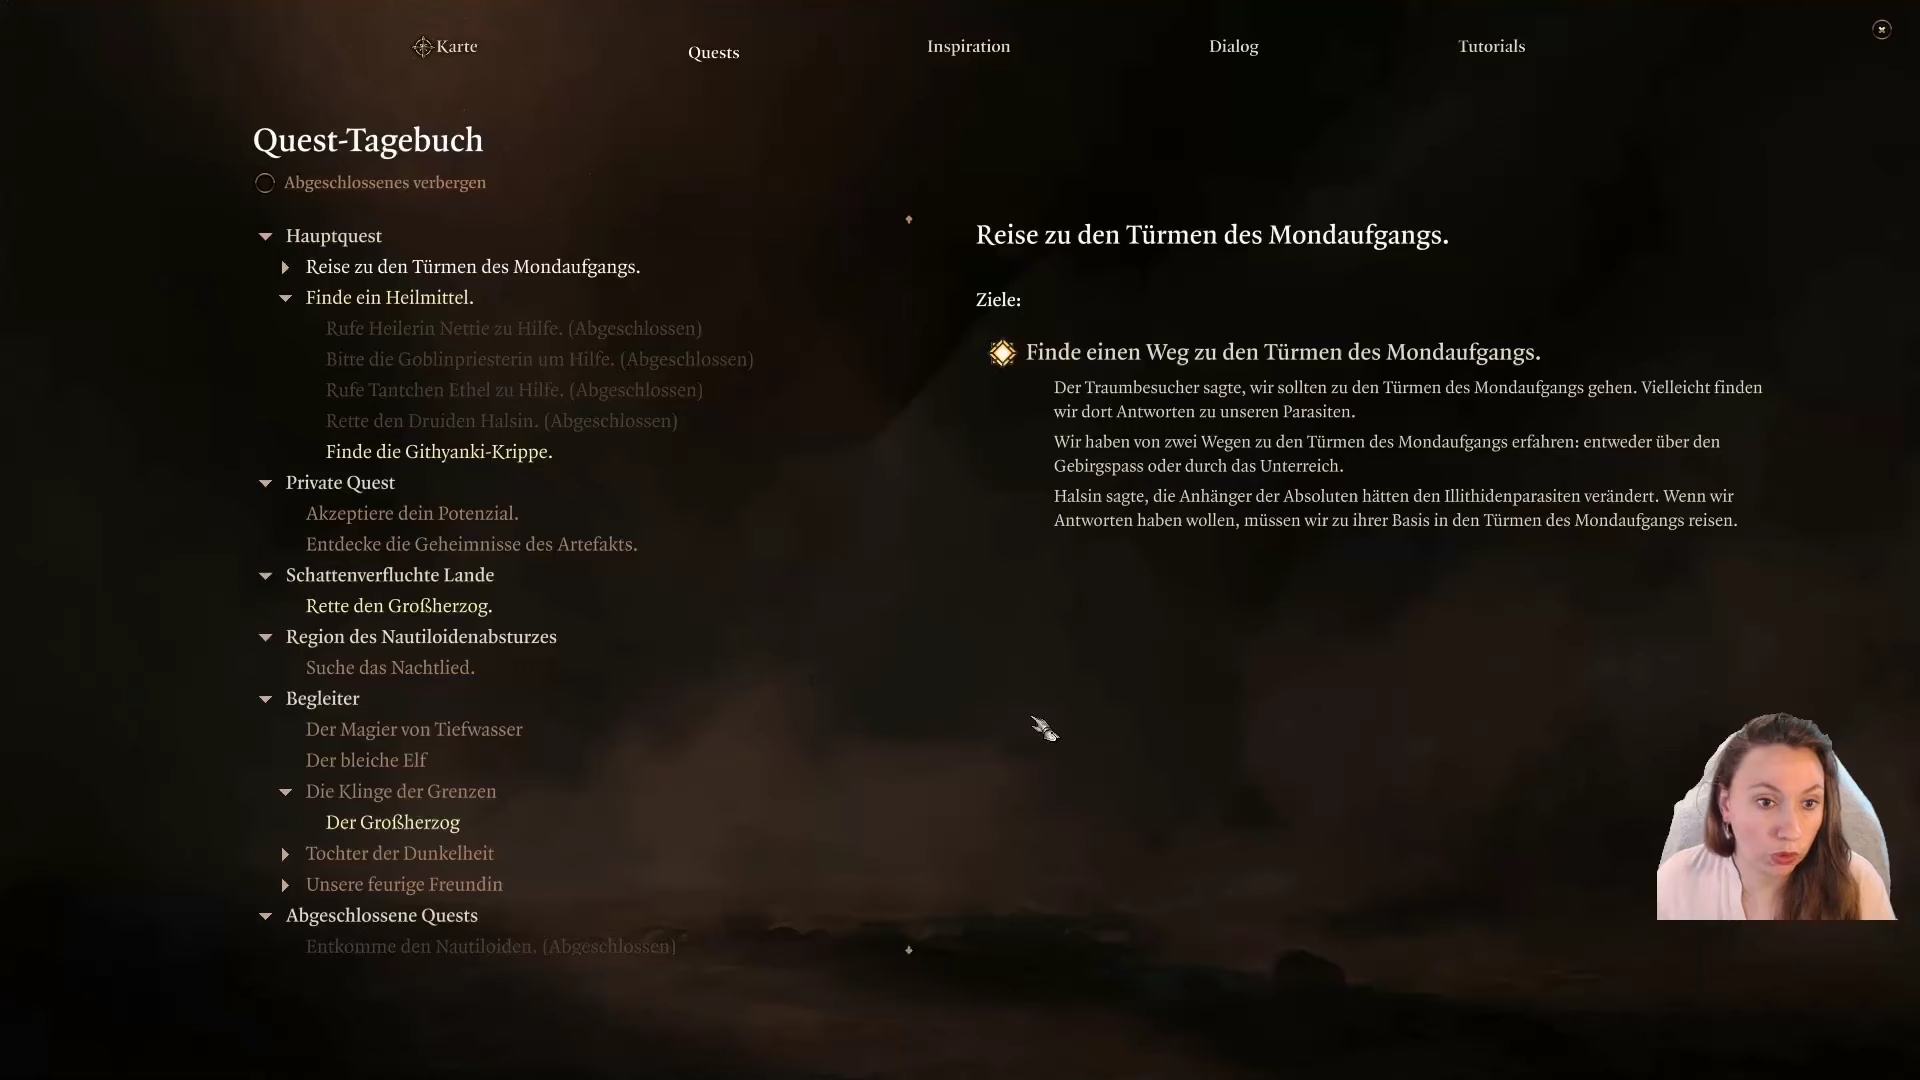 Karte
Quests
Inspiration
Dialog
Tutorials
Quest-Tagebuch
Abgeschlossenes verbergen
Hauptquest
Reise zu den Türmen des Mondaufgangs.
Finde ein Heilmittel.
Rufe Heilerin Nettie zu Hilfe. (Abgeschlossen)
Bitte die Goblinpriesterin um Hilfe. (Abgeschlossen)
Rufe Tantchen Ethel zu Hilfe. (Abgeschlossen)
Rette den Druiden Halsin. (Abgeschlossen)
Finde die Githyanki-Krippe.
Private Quest
Akzeptiere dein Potenzial.
Entdecke die Geheimnisse des Artefakts.
Schattenverfluchte Lande
Rette den Großherzog.
Region des Nautiloidenabsturzes
Suche das Nachtlied.
Begleiter
Der Magier von Tiefwasser
Der bleiche Elf
Die Klinge der Grenzen
Der Großherzog
Tochter der Dunkelheit
Unsere feurige Freundin
Abgeschlossene Quests
Entkomme den Nautiloiden. (Abgeschlossen)
Reise zu den Türmen des Mondaufgangs.
Ziele:
Finde einen Weg zu den Türmen des Mondaufgangs.
Der Traumbesucher sagte, wir sollten zu den Türmen des Mondaufgangs gehen. Vielleicht finden
wir dort Antworten zu unseren Parasiten.
Wir haben von zwei Wegen zu den Türmen des Mondaufgangs erfahren: entweder über den
Gebirgspass oder durch das Unterreich.
Halsin sagte, die Anhänger der Absoluten hätten den Illithidenparasiten verändert. Wenn wir
Antworten haben wollen, müssen wir zu ihrer Basis in den Türmen des Mondaufgangs reisen.